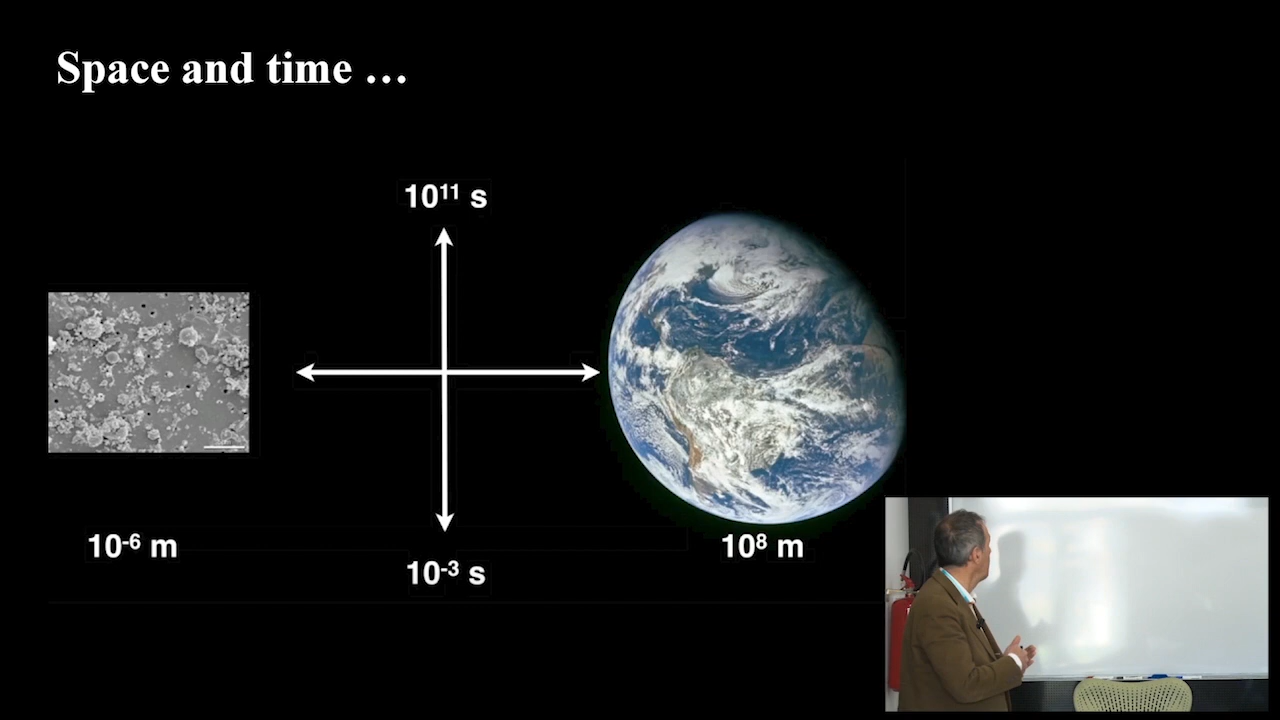 Space and time …
10¹¹ s
10⁻⁶ m
10⁸ m
10⁻³ s